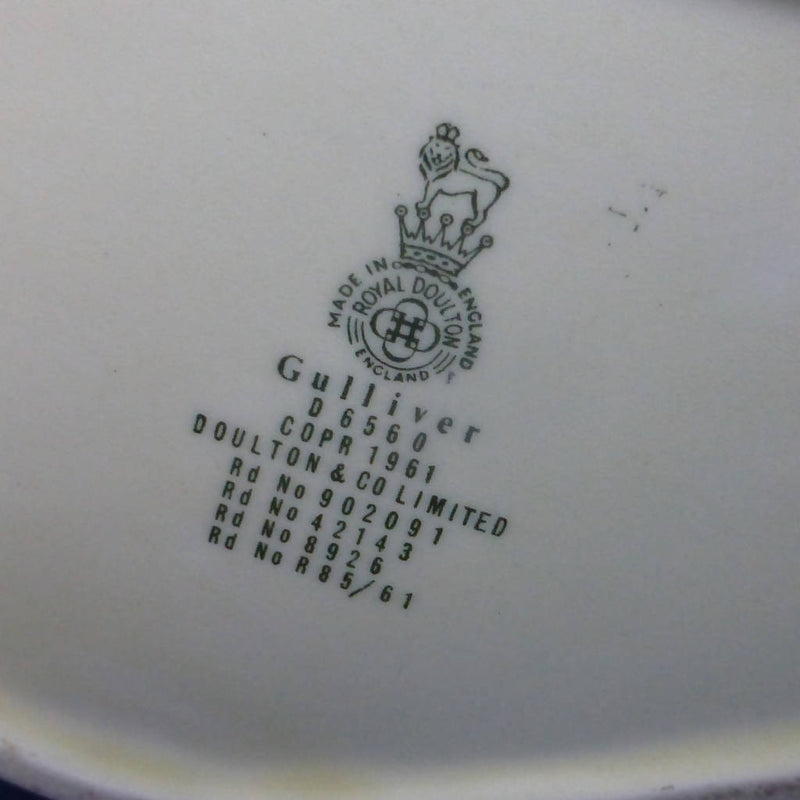 MADE IN ENGLAND
ROYAL DOULTON
ENGLAND
Gulliver
D 6560
COPR 1961
DOULTON & CO LIMITED
Rd No 902091
Rd No 42143
Rd No 8926
Rd No R85/61